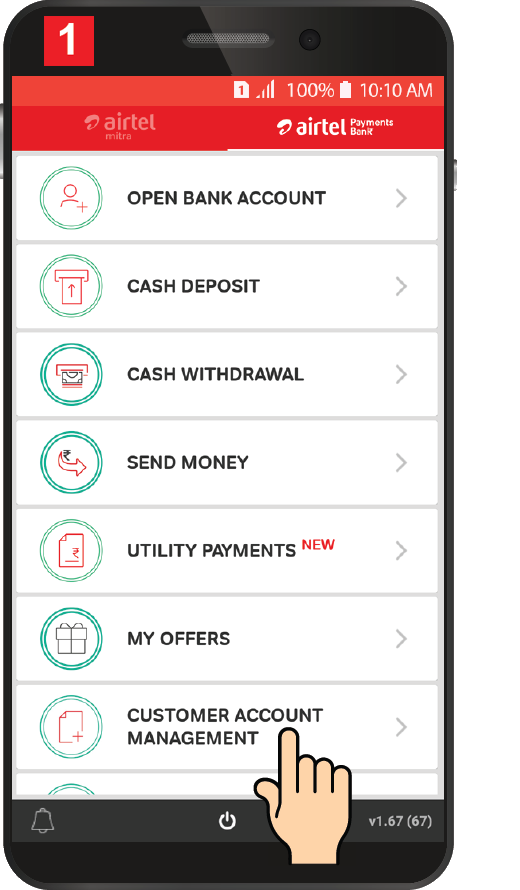 1
1 100% 10:10 AM
airtel mitra
airtel Payments Bank
OPEN BANK ACCOUNT
CASH DEPOSIT
CASH WITHDRAWAL
₹
SEND MONEY
₹
UTILITY PAYMENTS NEW
MY OFFERS
CUSTOMER ACCOUNT
MANAGEMENT
v1.67 (67)